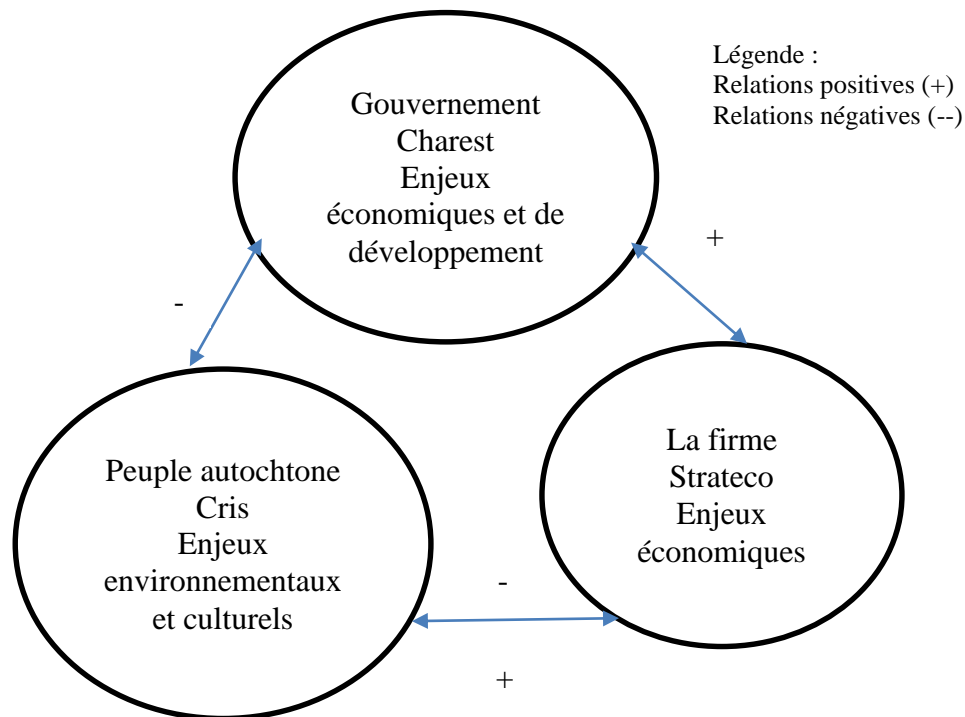 Gouvernement
Charest
Enjeux
économiques et de
développement
Légende :
Relations positives (+)
Relations négatives (--)
+
-
La firme
Strateco
Enjeux
économiques
Peuple autochtone
Cris
Enjeux
environnementaux
et culturels
-
+